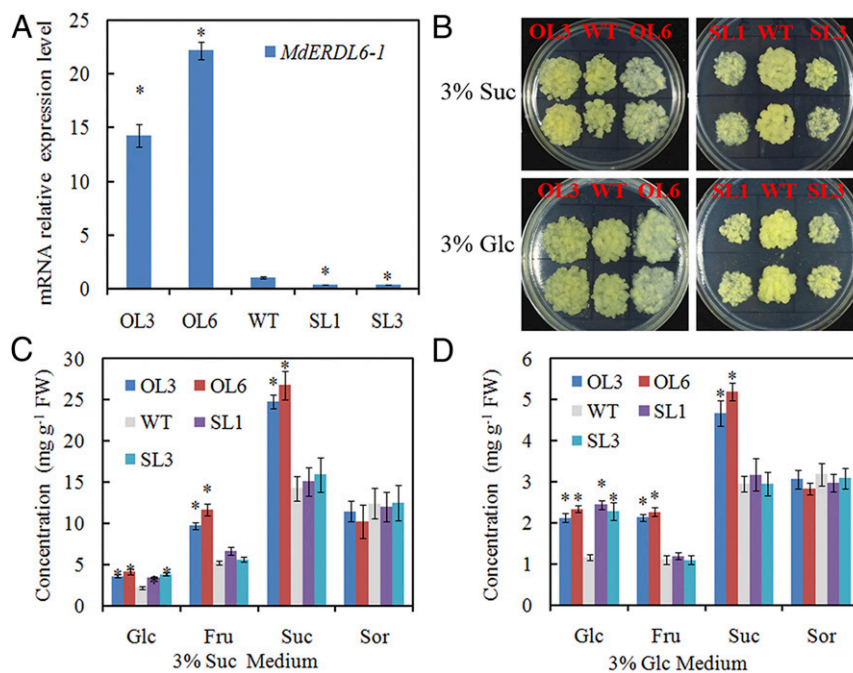 A
mRNA relative expression level
25
20
15
10
5
0
*
*
*
*
MdERDL6-1
OL3 OL6 WT SL1 SL3
B
OL3 WT OL6
SL1 WT SL3
3% Suc
OL3 WT OL6
SL1 WT SL3
3% Glc
C
Concentration (mg g-1 FW)
30
25
20
15
10
5
0
OL3 OL6
WT SL1
SL3
* * * *
* *
* *
Glc Fru Suc Sor
3% Suc Medium
D
Concentration (mg g-1 FW)
6
5
4
3
2
1
0
OL3 OL6
WT SL1
SL3
* * * *
* *
* *
Glc Fru Suc Sor
3% Glc Medium